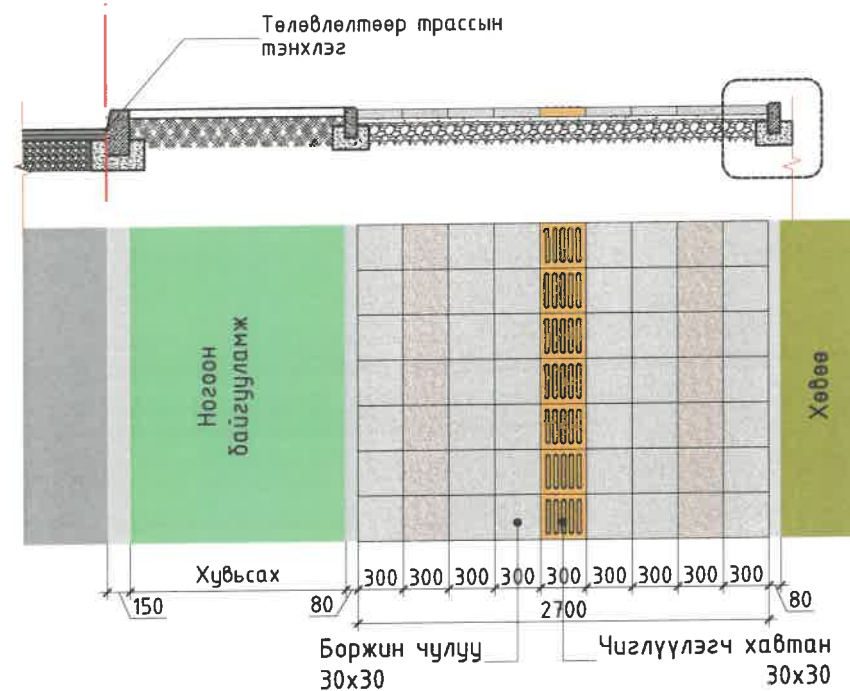 Төлөвлөлтөөр трассын
тэнхлэг
Ногоон
байгууламж
Хөвөө
Хувьсах
300 300 300 300 300 300 300 300 300
150
80
2700
80
Боржин чулуу
30x30
Чиглүүлэгч хавтан
30x30